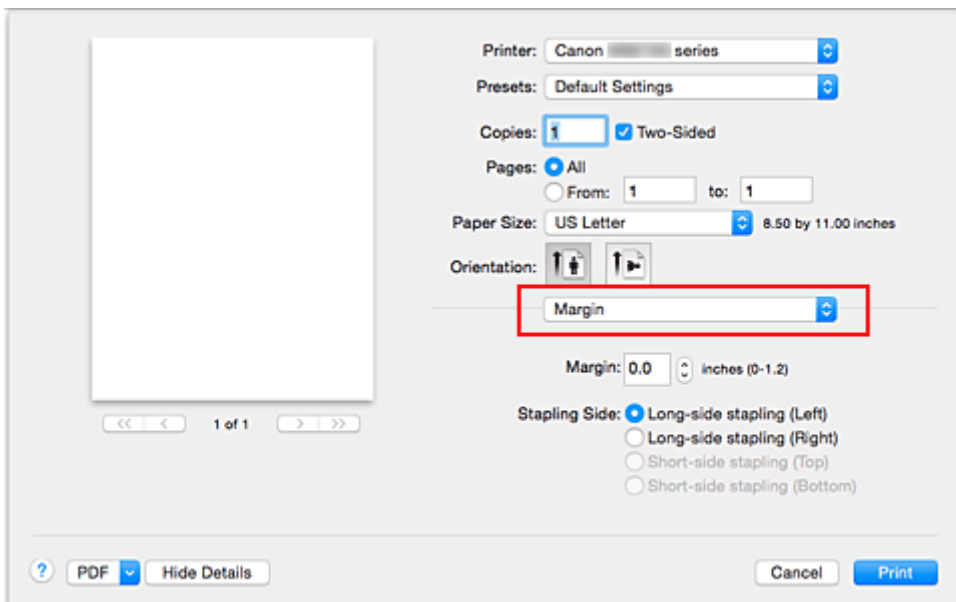 Printer: Canon series
Presets: Default Settings
Copies: 1 Two-Sided
Pages: All
From: 1 to: 1
Paper Size: US Letter 8.50 by 11.00 inches
Orientation:
Margin
Margin: 0.0 inches (0-1.2)
1 of 1
Stapling Side: Long-side stapling (Left)
Long-side stapling (Right)
Short-side stapling (Top)
Short-side stapling (Bottom)
? PDF Hide Details Cancel Print